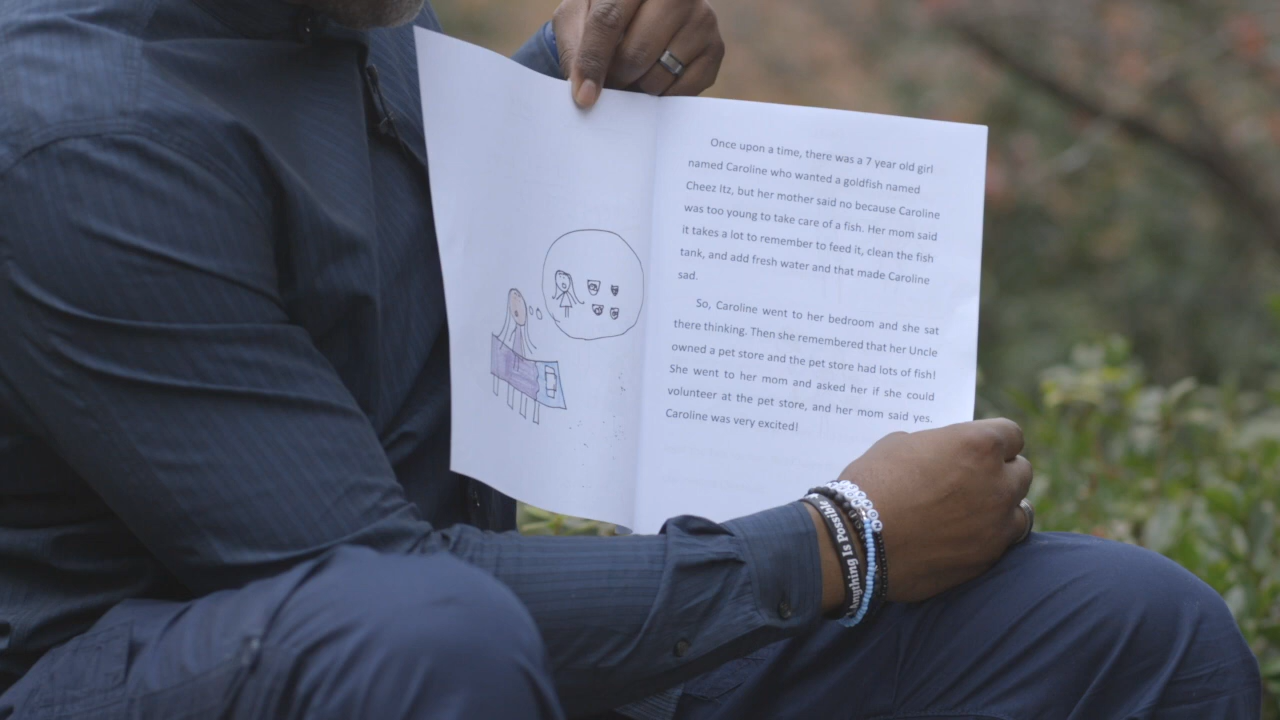 Once upon a time, there was a 7 year old girl
named Caroline who wanted a goldfish named
Cheez Itz, but her mother said no because Caroline
was too young to take care of a fish. Her mom said
it takes a lot to remember to feed it, clean the fish
tank, and add fresh water and that made Caroline
sad.
So, Caroline went to her bedroom and she sat
there thinking. Then she remembered that her Uncle
owned a pet store and the pet store had lots of fish!
She went to her mom and asked her if she could
volunteer at the pet store, and her mom said yes.
Caroline was very excited!
Anything Is Possible